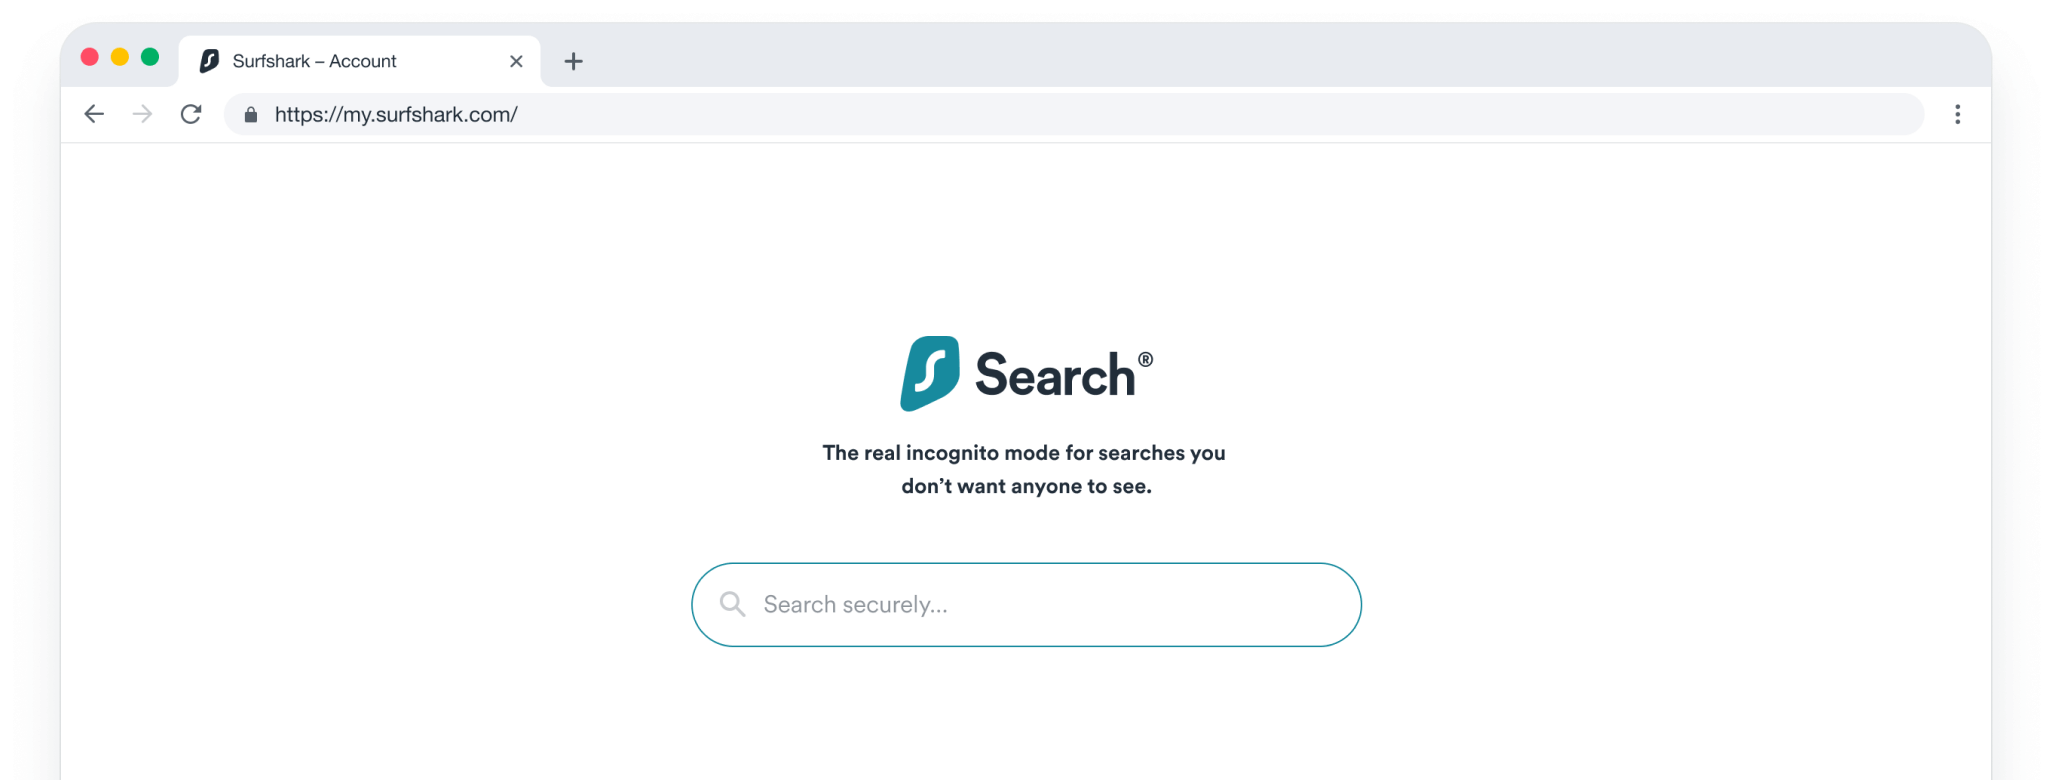 Surfshark – Account
https://my.surfshark.com/
Search®
The real incognito mode for searches you
don’t want anyone to see.
Search securely...